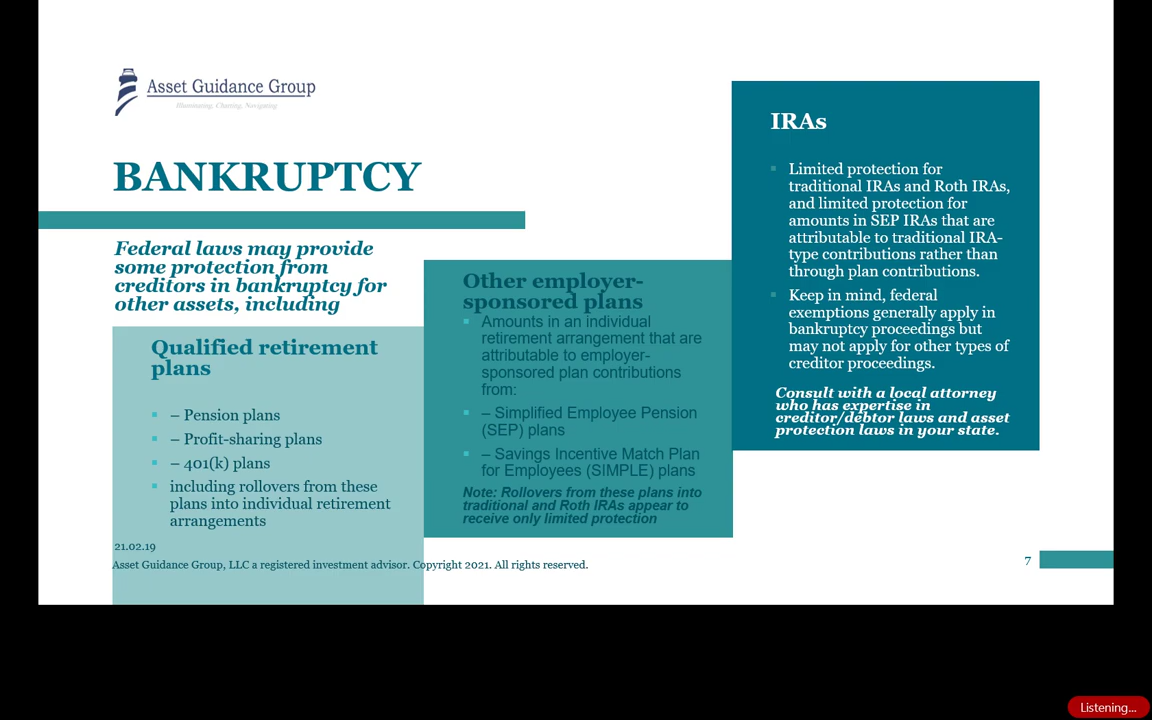 Asset Guidance Group
Illuminating, Charting, Navigating
BANKRUPTCY
Federal laws may provide
some protection from
creditors in bankruptcy for
other assets, including
Qualified retirement
plans
– Pension plans
– Profit-sharing plans
– 401(k) plans
including rollovers from these
plans into individual retirement
arrangements
Other employer-
sponsored plans
Amounts in an individual
retirement arrangement that are
attributable to employer-
sponsored plan contributions
from:
– Simplified Employee Pension
(SEP) plans
– Savings Incentive Match Plan
for Employees (SIMPLE) plans
Note: Rollovers from these plans into
traditional and Roth IRAs appear to
receive only limited protection
IRAs
Limited protection for
traditional IRAs and Roth IRAs,
and limited protection for
amounts in SEP IRAs that are
attributable to traditional IRA-
type contributions rather than
through plan contributions.
Keep in mind, federal
exemptions generally apply in
bankruptcy proceedings but
may not apply for other types of
creditor proceedings.
Consult with a local attorney
who has expertise in
creditor/debtor laws and asset
protection laws in your state.
21.02.19
Asset Guidance Group, LLC a registered investment advisor. Copyright 2021. All rights reserved.
7
Listening...